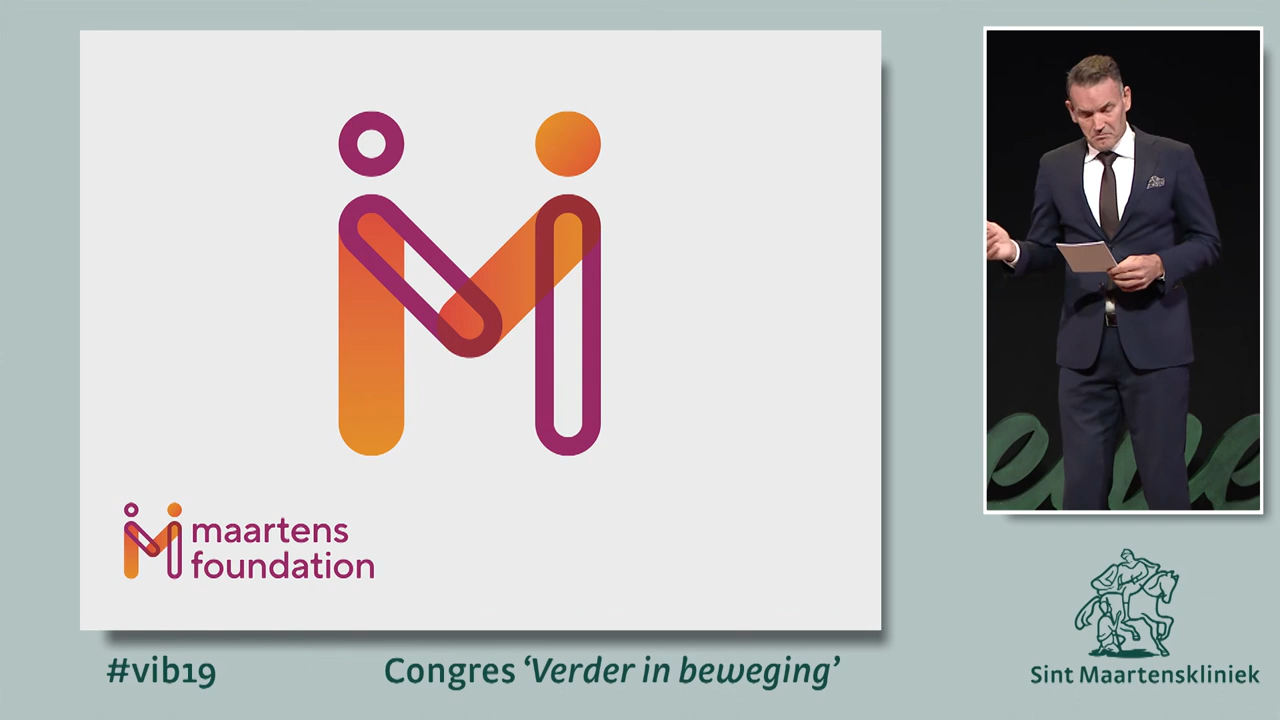 maartens
foundation
#vib19
Congres ‘Verder in beweging’
Sint Maartenskliniek